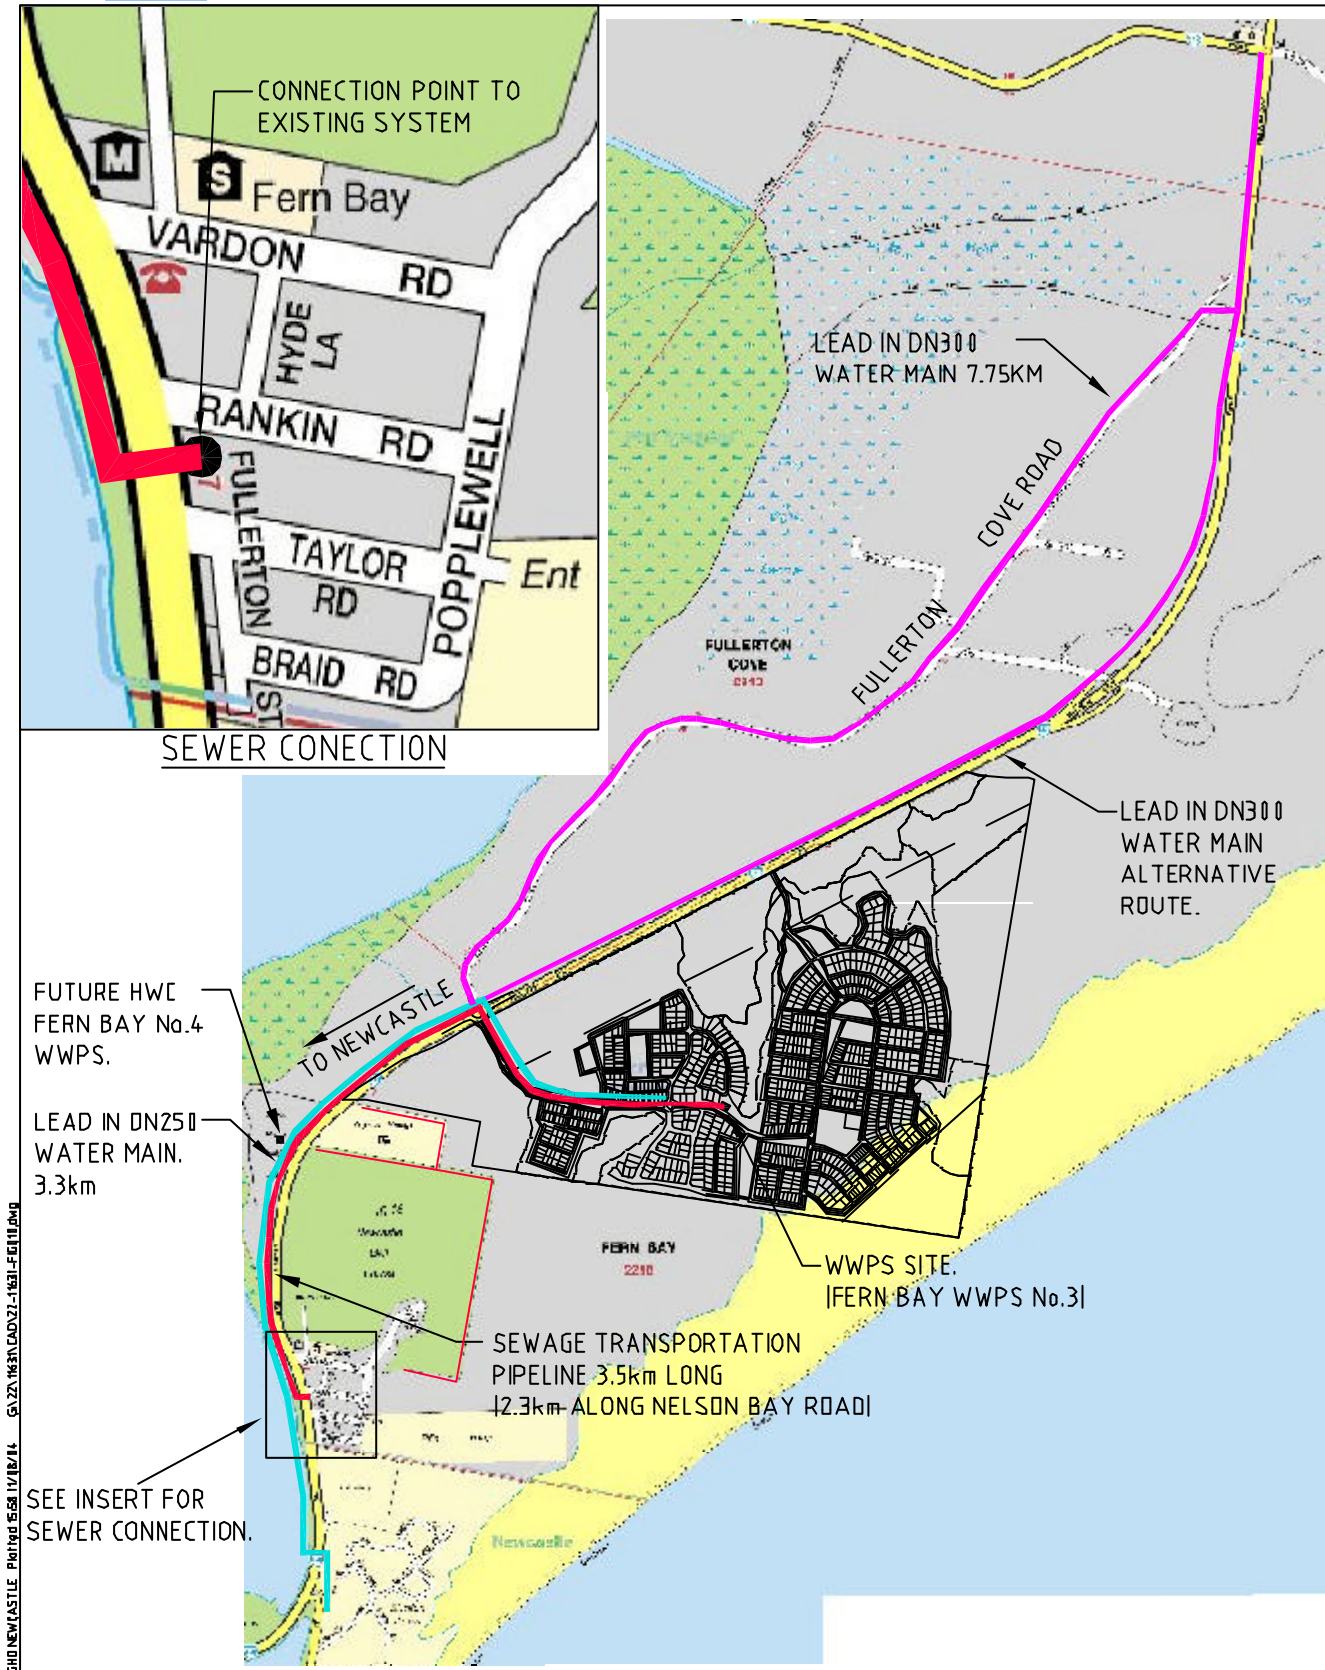 CONNECTION POINT TO
EXISTING SYSTEM
M
S
Fern Bay
VARDON RD
HYDE
LA
RANKIN RD
FULLERTON
ST
TAYLOR
RD
POPPLEWELL
Ent
BRAID RD
SEWER CONECTION
LEAD IN DN300
WATER MAIN 7.75KM
FULLERTON COVE ROAD
FULLERTON
COVE
LEAD IN DN300
WATER MAIN
ALTERNATIVE
ROUTE.
FUTURE HWC
FERN BAY No.4
WWPS.
TO NEWCASTLE
LEAD IN DN250
WATER MAIN.
3.3km
FERN BAY
WWPS SITE.
|FERN BAY WWPS No.3|
SEWAGE TRANSPORTATION
PIPELINE 3.5km LONG
|2.3km ALONG NELSON BAY ROAD|
SEE INSERT FOR
SEWER CONNECTION.
Newcastle